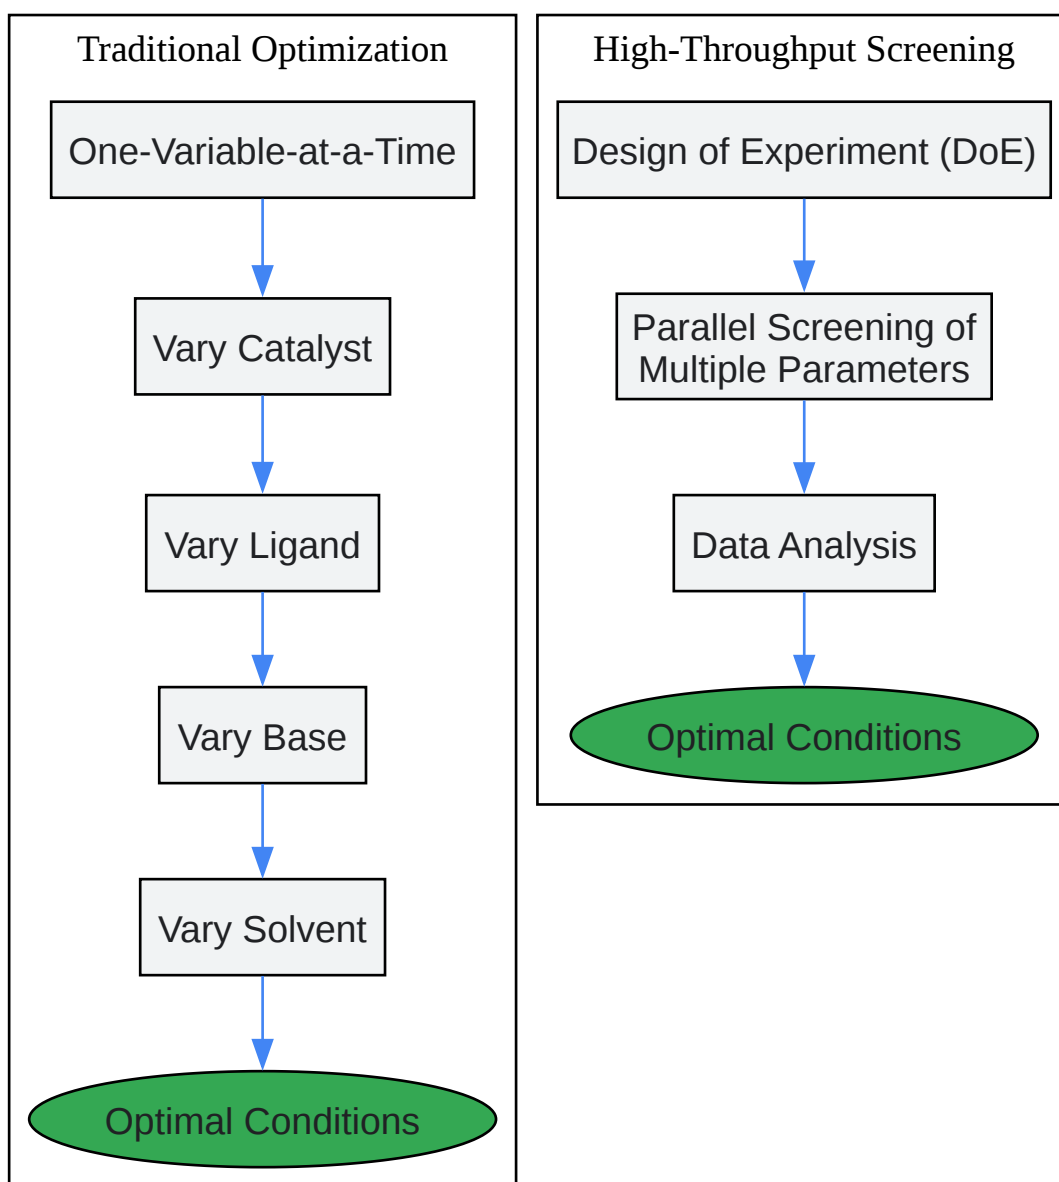 Traditional Optimization
One-Variable-at-a-Time
Vary Catalyst
Vary Ligand
Vary Base
Vary Solvent
Optimal Conditions
High-Throughput Screening
Design of Experiment (DoE)
Parallel Screening of
Multiple Parameters
Data Analysis
Optimal Conditions